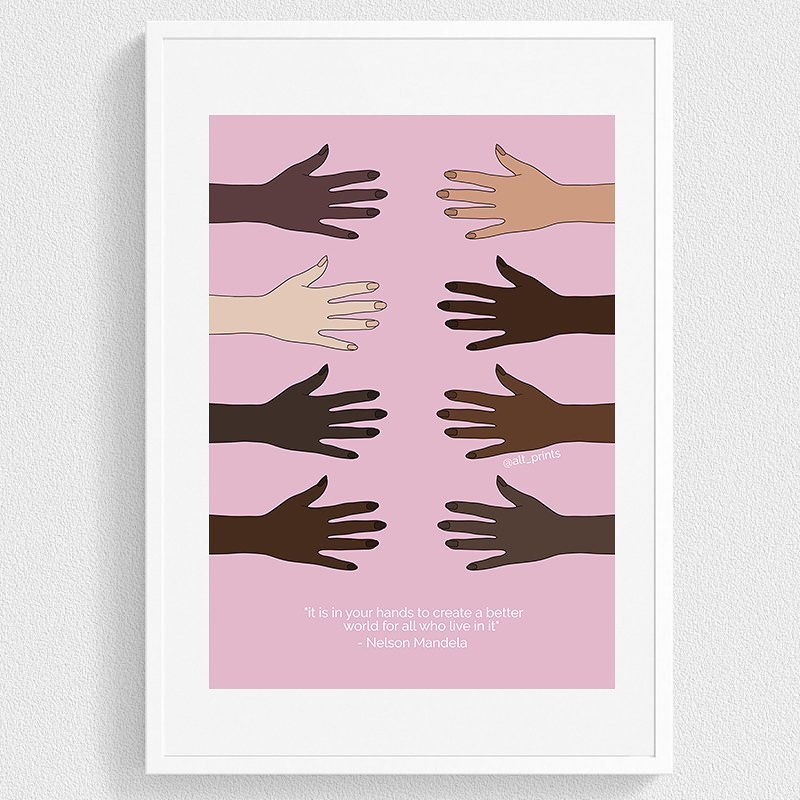 @alt_prints
"it is in your hands to create a better
world for all who live in it"
- Nelson Mandela